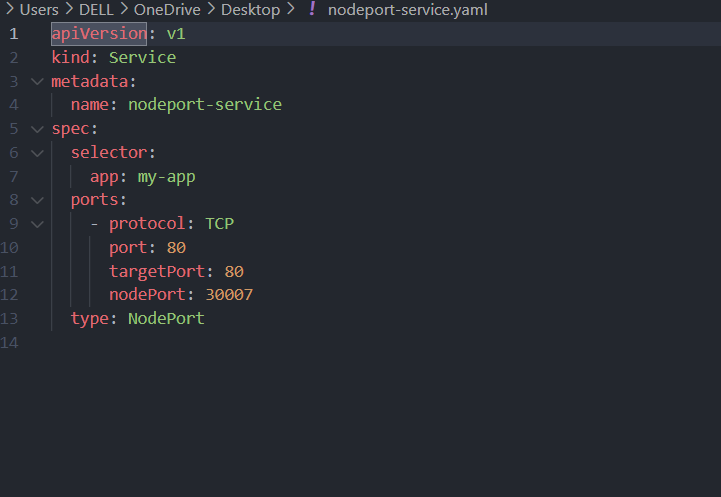 > Users > DELL > OneDrive > Desktop > ! nodeport-service.yaml
1 apiVersion: v1
2 kind: Service
3 metadata:
4   name: nodeport-service
5 spec:
6   selector:
7     app: my-app
8   ports:
9     - protocol: TCP
10       port: 80
11       targetPort: 80
12       nodePort: 30007
13   type: NodePort
14